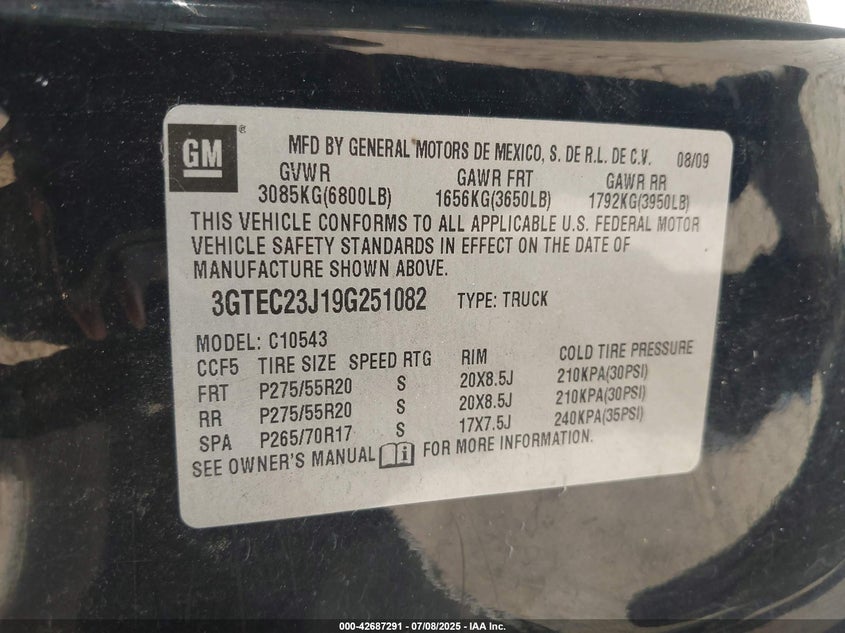 GM®
MFD BY GENERAL MOTORS DE MEXICO, S. DE R.L. DE C.V. 08/09
GVWR GAWR FRT GAWR RR
3085KG(6800LB) 1656KG(3650LB) 1792KG(3950LB)
THIS VEHICLE CONFORMS TO ALL APPLICABLE U.S. FEDERAL MOTOR
VEHICLE SAFETY STANDARDS IN EFFECT ON THE DATE OF
MANUFACTURE SHOWN ABOVE.
3GTEC23J19G251082 TYPE: TRUCK
MODEL: C10543
CCF5 TIRE SIZE SPEED RTG RIM COLD TIRE PRESSURE
FRT P275/55R20 S 20X8.5J 210KPA(30PSI)
RR P275/55R20 S 20X8.5J 210KPA(30PSI)
SPA P265/70R17 S 17X7.5J 240KPA(35PSI)
SEE OWNER'S MANUAL FOR MORE INFORMATION.
000-42687291 - 07/08/2025 - IAA Inc.